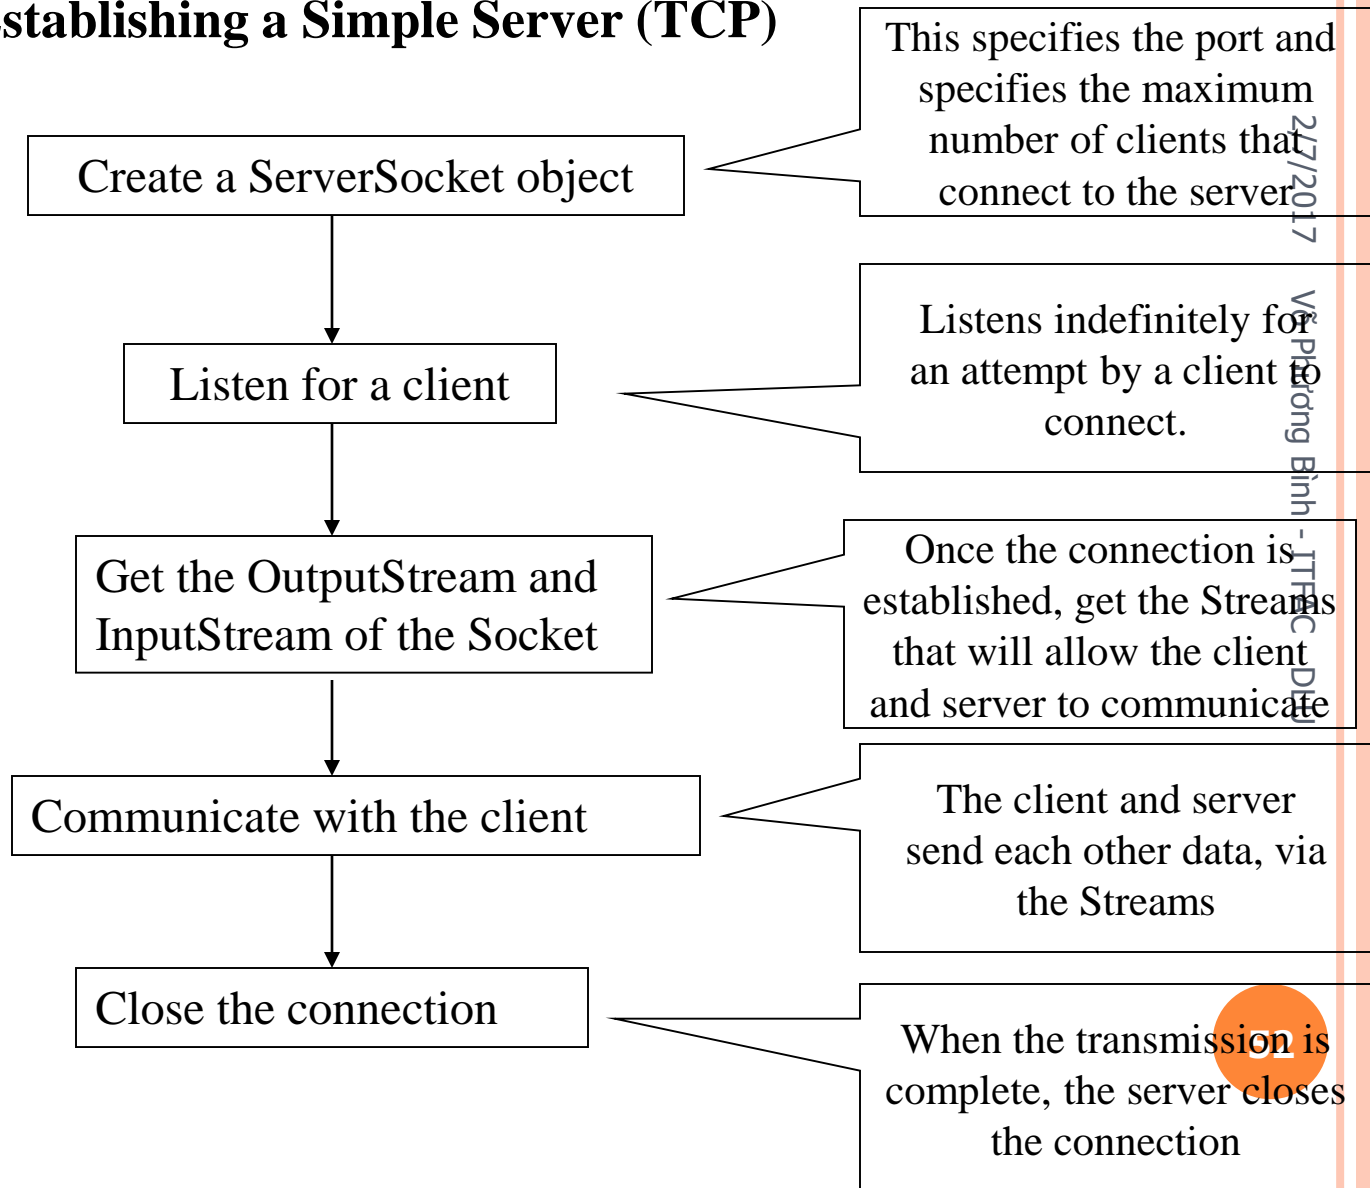 stablishing a Simple Server (TCP)
Create a ServerSocket object
This specifies the port and
specifies the maximum
number of clients that
connect to the server
Listen for a client
Listens indefinitely for
an attempt by a client to
connect.
Get the OutputStream and
InputStream of the Socket
Once the connection is
established, get the Streams
that will allow the client
and server to communicate
Communicate with the client
The client and server
send each other data, via
the Streams
Close the connection
When the transmission is
complete, the server closes
the connection
2/7/2017
Võ Phương Bình - ITFAC - DLU
52